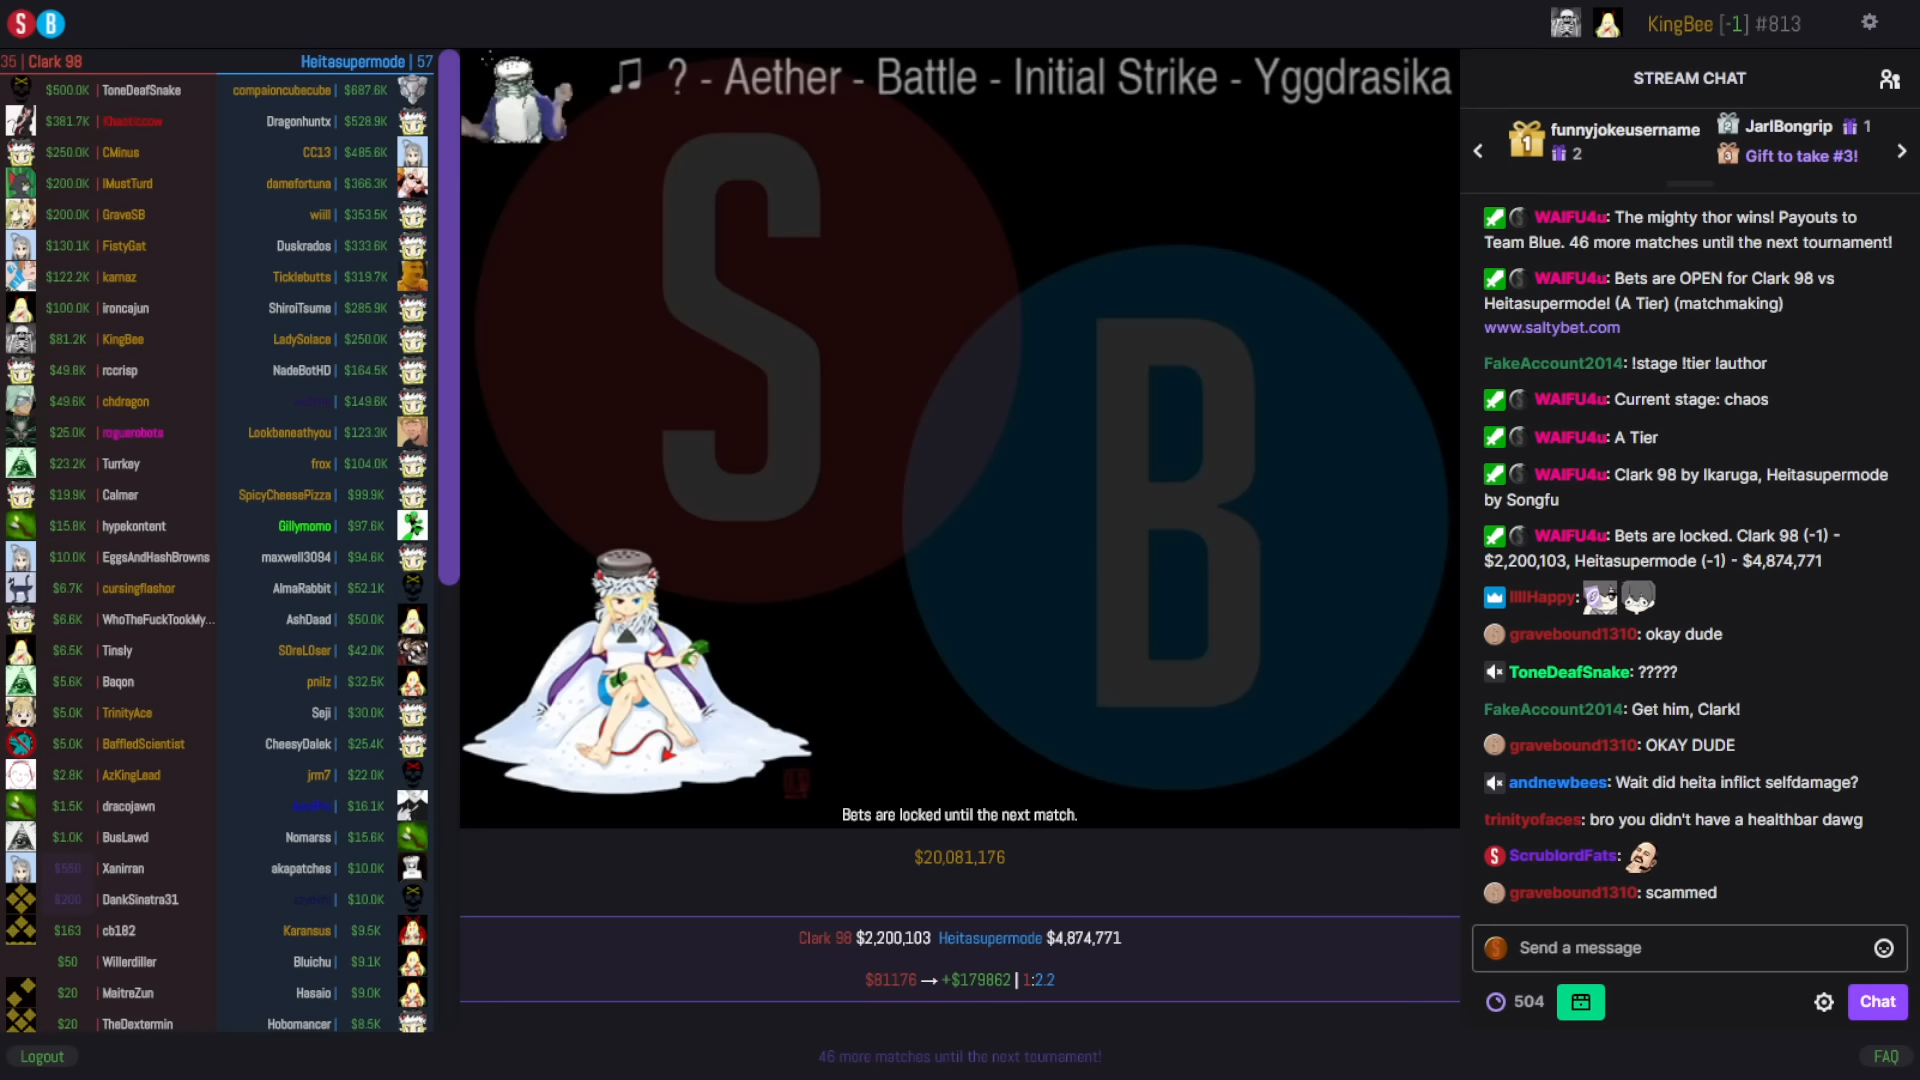 S B
KingBee [-1] #813
35 | Clark 98
Heitasupermode | 57
$500.0K | ToneDeafSnake
compaioncubecube | $687.6K
$381.7K | Khaoticcow
Dragonhuntx | $528.9K
$250.0K | CMinus
CC13 | $485.6K
$200.0K | IMustTurd
damefortuna | $366.3K
$200.0K | GraveSB
wiill | $353.5K
$130.1K | FistyGat
Duskrados | $333.6K
$122.2K | karnaz
Ticklebutts | $319.7K
$100.0K | ironcajun
ShiroiTsume | $285.9K
$81.2K | KingBee
LadySolace | $250.0K
$49.8K | rccrisp
NadeBotHD | $164.5K
$49.6K | chdragon
| $149.6K
$25.0K | roguerobots
Lookbeneathyou | $123.3K
$23.2K | Turrkey
frox | $104.0K
$19.9K | Calmer
SpicyCheesePizza | $99.9K
$15.8K | hypekontent
Gillymomo | $97.6K
$10.0K | EggsAndHashBrowns
maxwell3094 | $94.6K
$6.7K | cursingflashor
AlmaRabbit | $52.1K
$6.6K | WhoTheFuckTookMy...
AshDaad | $50.0K
$6.5K | Tinsly
S0reL0ser | $42.0K
$5.6K | Baqon
pnilz | $32.5K
$5.0K | TrinityAce
Seji | $30.0K
$5.0K | BaffledScientist
CheesyDalek | $25.4K
$2.8K | AzKingLead
jrm7 | $22.0K
$1.5K | dracojawn
| $16.1K
$1.0K | BusLawd
Nomarss | $15.6K
$550 | Xanirran
akapatches | $10.0K
$200 | DankSinatra31
| $10.0K
$163 | cb182
Karansus | $9.5K
$50 | Willerdiller
Bluichu | $9.1K
$20 | MaitreZun
Hasaio | $9.0K
$20 | TheDextermin
Hobomancer | $8.5K
Logout
♫ ? - Aether - Battle - Initial Strike - Yggdrasika
S
B
Bets are locked until the next match.
$20,081,176
Clark 98 $2,200,103 Heitasupermode $4,874,771
$81176 → +$179862 | 1:2.2
46 more matches until the next tournament!
STREAM CHAT
1 funnyjokeusername
2
2 JarlBongrip 1
3 Gift to take #3!
WAIFU4u: The mighty thor wins! Payouts to
Team Blue. 46 more matches until the next tournament!
WAIFU4u: Bets are OPEN for Clark 98 vs
Heitasupermode! (A Tier) (matchmaking)
www.saltybet.com
FakeAccount2014: !stage !tier !author
WAIFU4u: Current stage: chaos
WAIFU4u: A Tier
WAIFU4u: Clark 98 by Ikaruga, Heitasupermode
by Songfu
WAIFU4u: Bets are locked. Clark 98 (-1) -
$2,200,103, Heitasupermode (-1) - $4,874,771
IlIlHappy:
gravebound1310: okay dude
ToneDeafSnake: ?????
FakeAccount2014: Get him, Clark!
gravebound1310: OKAY DUDE
andnewbees: Wait did heita inflict selfdamage?
trinityofaces: bro you didn't have a healthbar dawg
S ScrublordFats:
gravebound1310: scammed
Send a message
504
Chat
FAQ